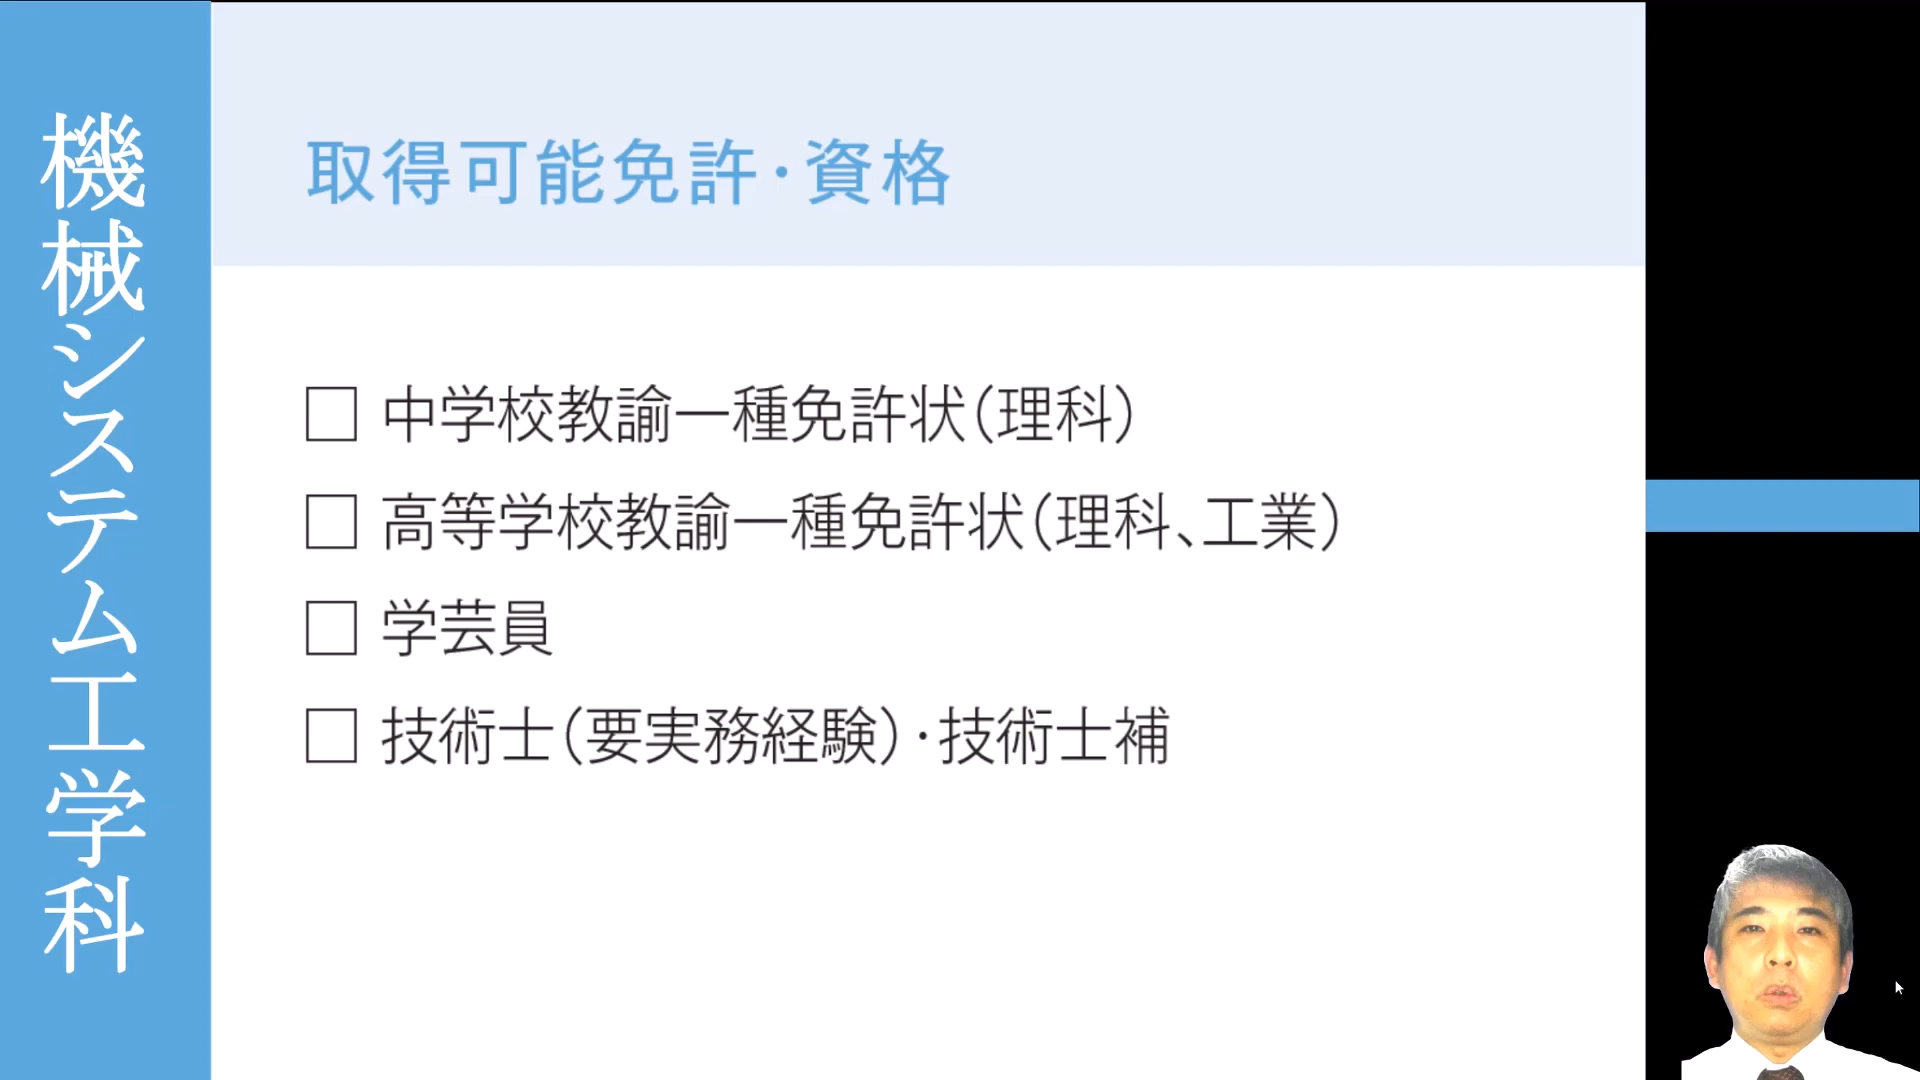 機械システム工学科
取得可能免許・資格
□ 中学校教諭一種免許状(理科)
□ 高等学校教諭一種免許状(理科、工業)
□ 学芸員
□ 技術士(要実務経験)・技術士補